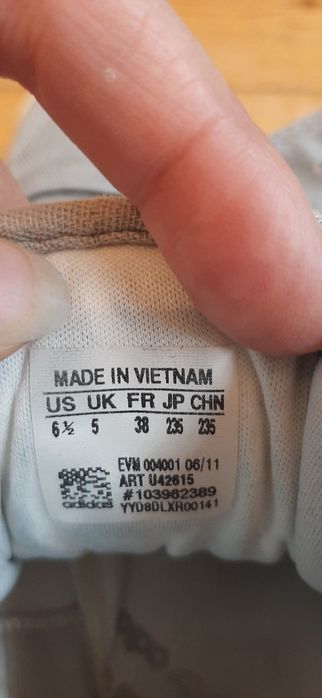 MADE IN VIETNAM
US UK FR JP CHN
6½ 5 38 235 235
EVM 004001 06/11
ART U42615
#103962389
YYD8DLXR00141
adidas